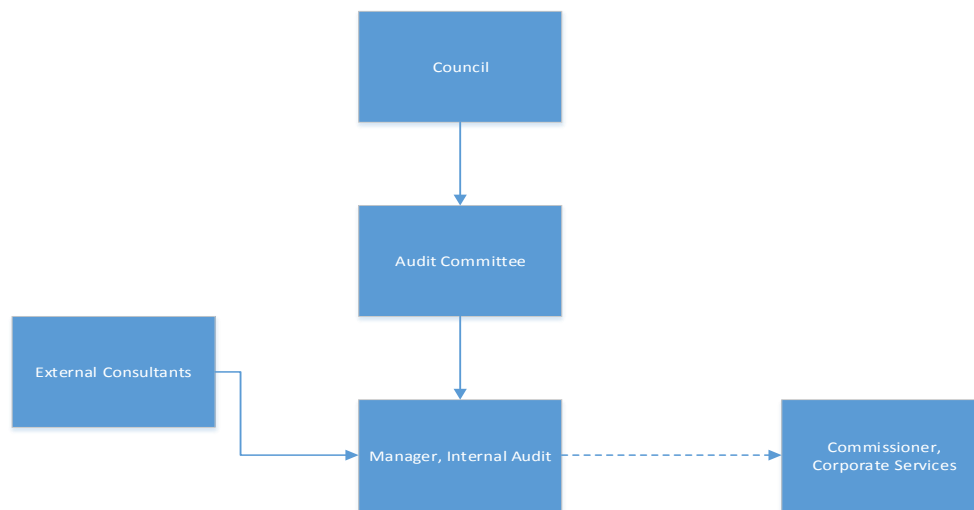 Council
Audit Committee
External Consultants
Manager, Internal Audit
Commissioner,
Corporate Services